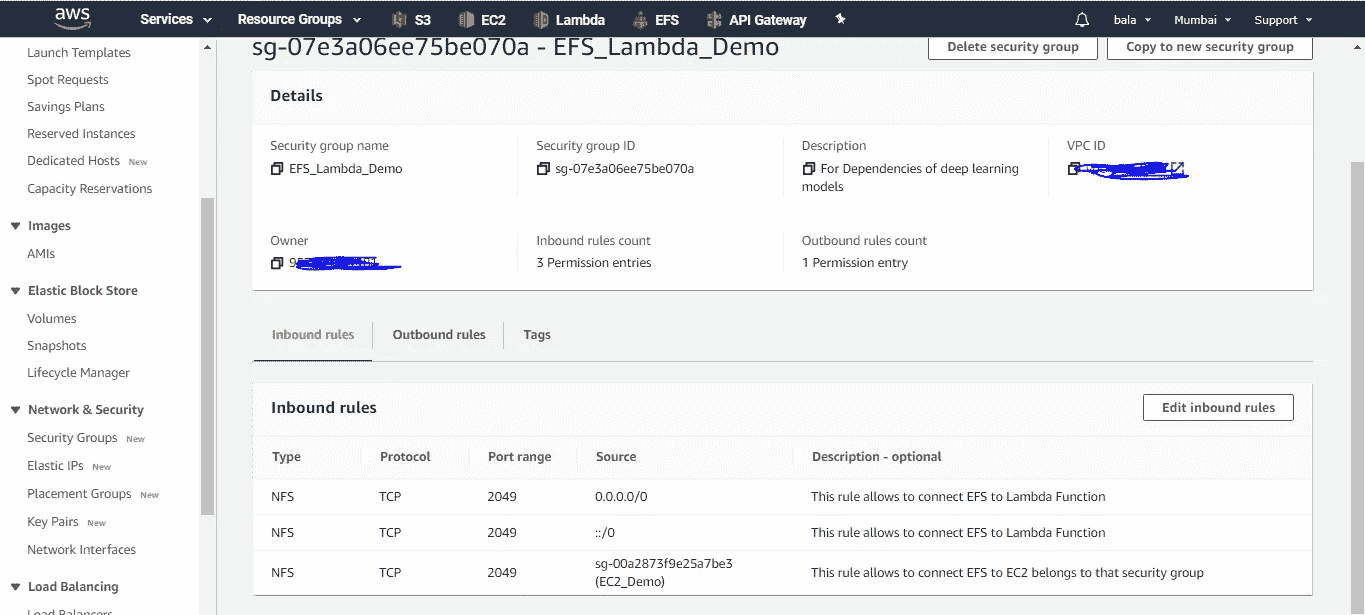 aws
Services Resource Groups S3 EC2 Lambda EFS API Gateway bala Mumbai Support
Launch Templates
Spot Requests
Savings Plans
Reserved Instances
Dedicated Hosts New
Capacity Reservations
Images
AMIs
Elastic Block Store
Volumes
Snapshots
Lifecycle Manager
Network & Security
Security Groups New
Elastic IPs New
Placement Groups New
Key Pairs New
Network Interfaces
Load Balancing
Load Balancers
sg-07e3a06ee75be070a - EFS_Lambda_Demo
Delete security group Copy to new security group
Details
Security group name
EFS_Lambda_Demo
Security group ID
sg-07e3a06ee75be070a
Description
For Dependencies of deep learning
models
VPC ID
Owner
Inbound rules count
3 Permission entries
Outbound rules count
1 Permission entry
Inbound rules Outbound rules Tags
Inbound rules Edit inbound rules
Type Protocol Port range Source Description - optional
NFS TCP 2049 0.0.0.0/0 This rule allows to connect EFS to Lambda Function
NFS TCP 2049 ::/0 This rule allows to connect EFS to Lambda Function
NFS TCP 2049 sg-00a2873f9e25a7be3 This rule allows to connect EFS to EC2 belongs to that security group
(EC2_Demo)